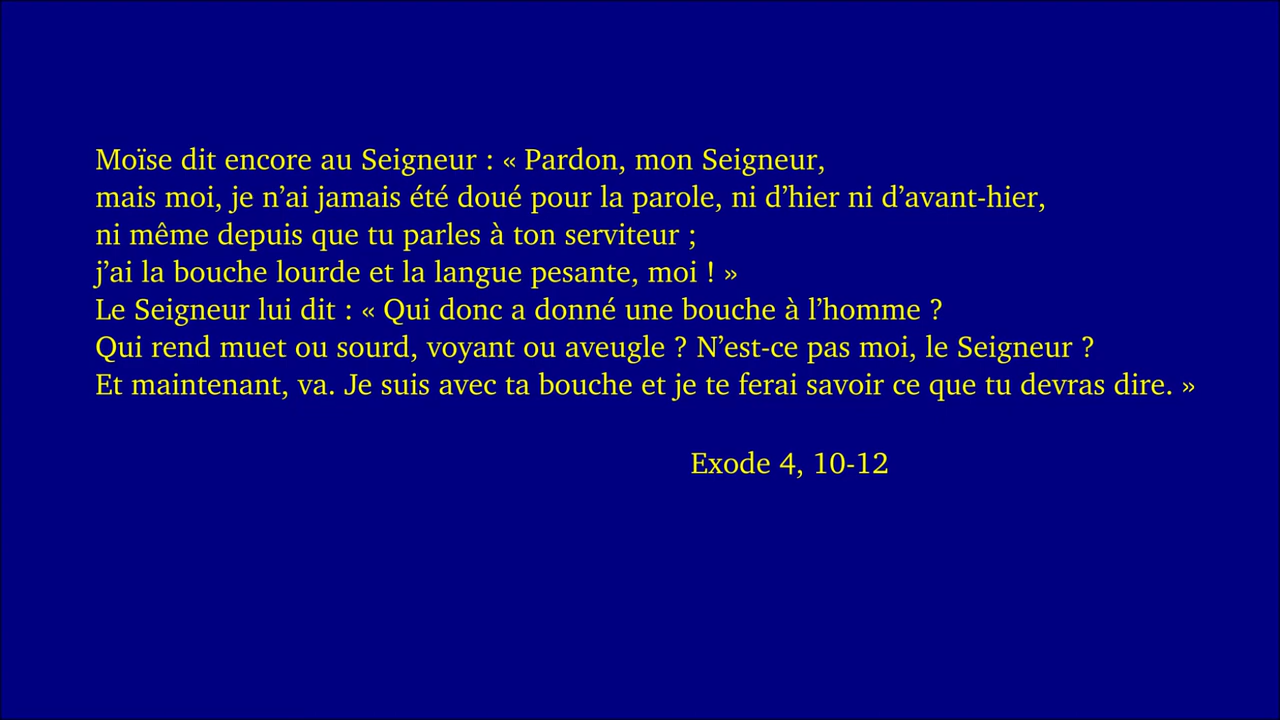 Moïse dit encore au Seigneur : « Pardon, mon Seigneur,
mais moi, je n’ai jamais été doué pour la parole, ni d’hier ni d’avant-hier,
ni même depuis que tu parles à ton serviteur ;
j’ai la bouche lourde et la langue pesante, moi ! »
Le Seigneur lui dit : « Qui donc a donné une bouche à l’homme ?
Qui rend muet ou sourd, voyant ou aveugle ? N’est-ce pas moi, le Seigneur ?
Et maintenant, va. Je suis avec ta bouche et je te ferai savoir ce que tu devras dire. »
Exode 4, 10-12